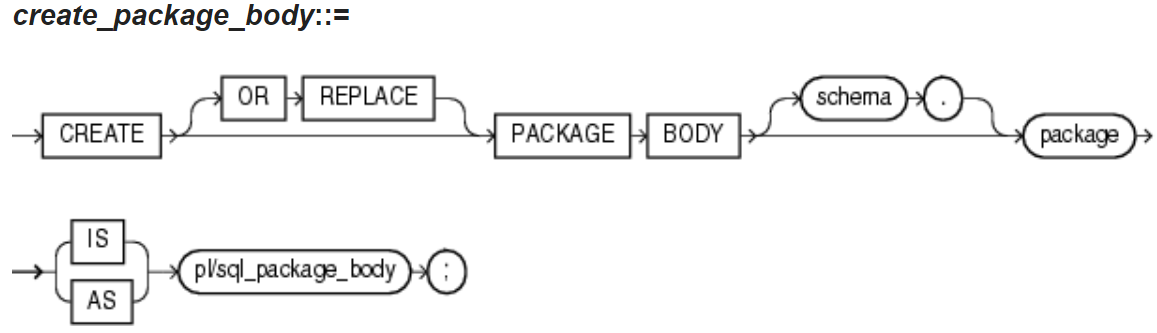 create_package_body::=
OR REPLACE schema .
CREATE PACKAGE BODY package
IS
pl/sql_package_body ;
AS